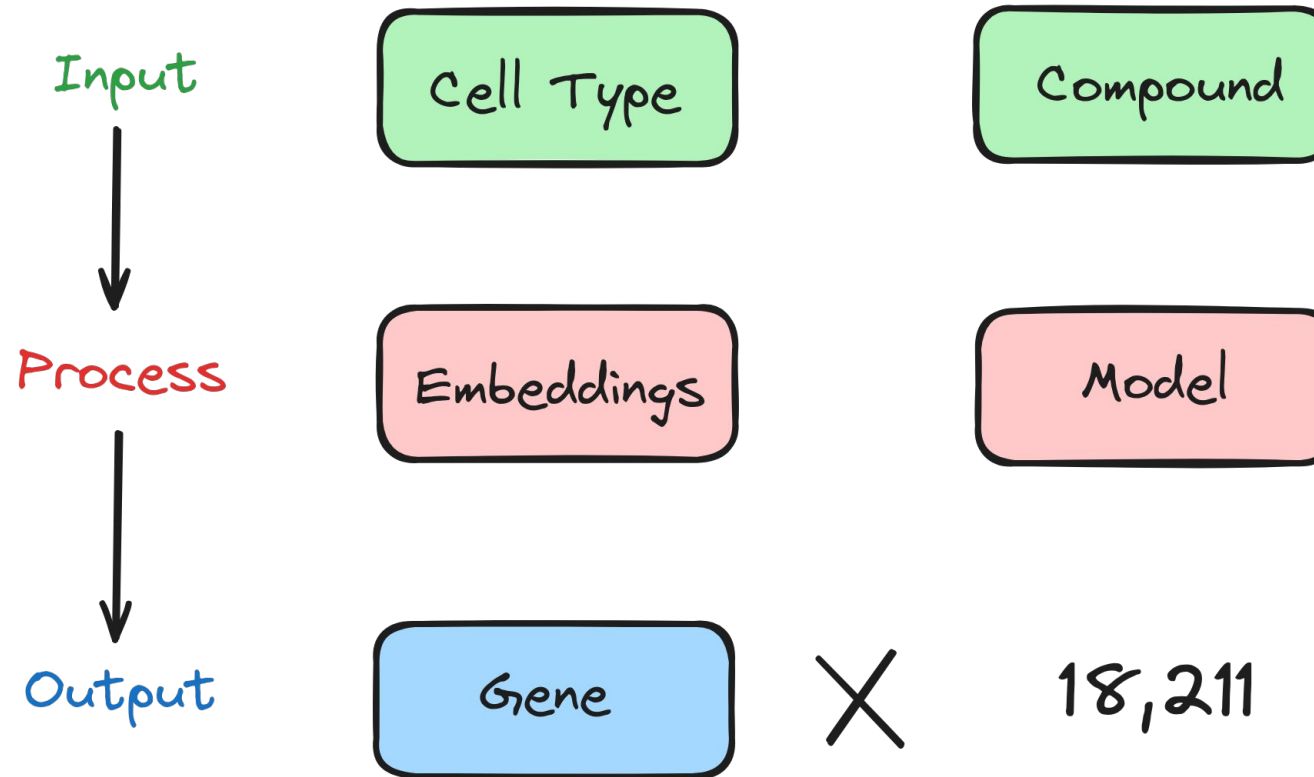 Input
Cell Type
Compound
Process
Embeddings
Model
Output
Gene
X
18,211